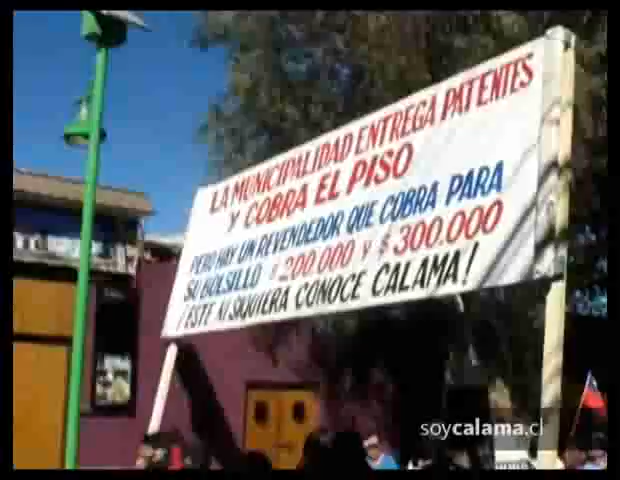 LA MUNICIPALIDAD ENTREGA PATENTES
Y COBRA EL PISO
PERO HAY UN REVENDEDOR QUE COBRA PARA
SU BOLSILLO $200.000 Y $300.000
¡ESTE NI SIQUIERA CONOCE CALAMA!
soycalama.cl